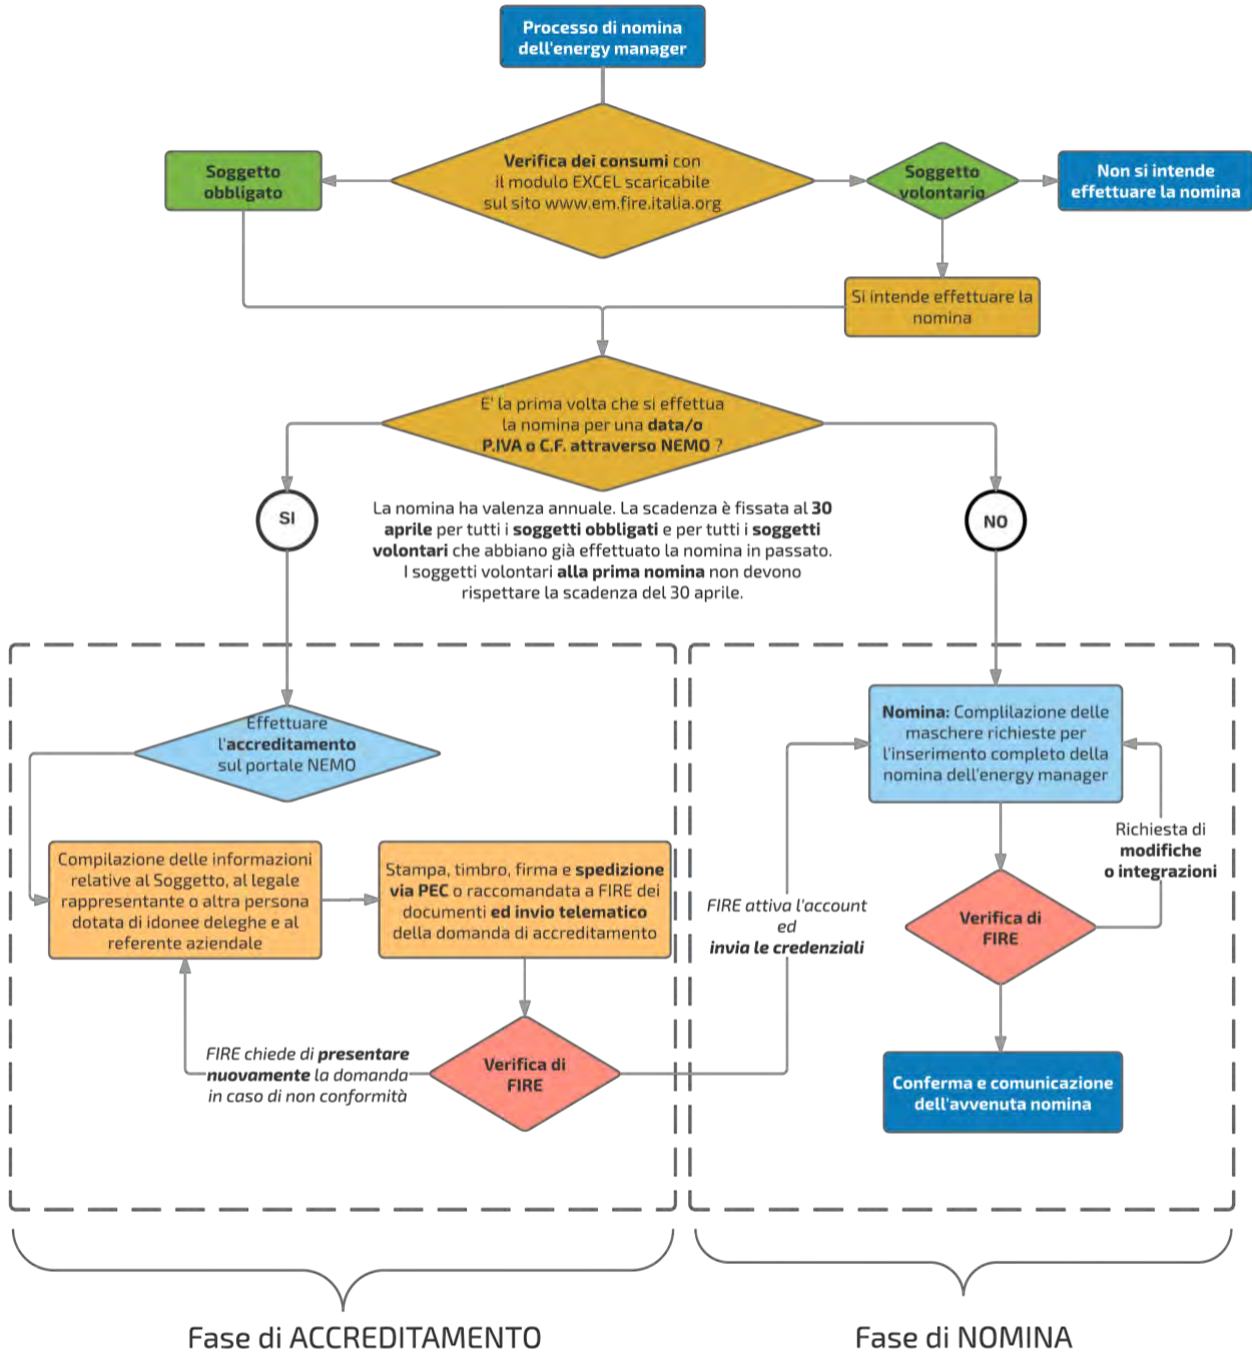 Processo di nomina
dell'energy manager
Verifica dei consumi con
il modulo EXCEL scaricabile
sul sito www.em.fire.italia.org
Soggetto
obbligato
Soggetto
volontario
Non si intende
effettuare la nomina
Si intende effettuare la
nomina
E' la prima volta che si effettua
la nomina per una data/o
P.IVA o C.F. attraverso NEMO ?
SI
NO
La nomina ha valenza annuale. La scadenza è fissata al 30
aprile per tutti i soggetti obbligati e per tutti i soggetti
volontari che abbiano già effettuato la nomina in passato.
I soggetti volontari alla prima nomina non devono
rispettare la scadenza del 30 aprile.
Effettuare
l'accreditamento
sul portale NEMO
Compilazione delle informazioni
relative al Soggetto, al legale
rappresentante o altra persona
dotata di idonee deleghe e al
referente aziendale
Stampa, timbro, firma e spedizione
via PEC o raccomandata a FIRE dei
documenti ed invio telematico
della domanda di accreditamento
Verifica di
FIRE
FIRE chiede di presentare
nuovamente la domanda
in caso di non conformità
FIRE attiva l'account
ed
invia le credenziali
Nomina: Complilazione delle
maschere richieste per
l'inserimento completo della
nomina dell'energy manager
Richiesta di
modifiche
o integrazioni
Verifica di
FIRE
Conferma e comunicazione
dell'avvenuta nomina
Fase di ACCREDITAMENTO
Fase di NOMINA